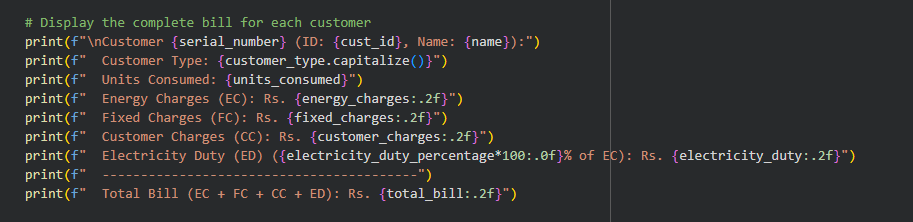 # Display the complete bill for each customer
print(f"\nCustomer {serial_number} (ID: {cust_id}, Name: {name}):")
print(f"  Customer Type: {customer_type.capitalize()}")
print(f"  Units Consumed: {units_consumed}")
print(f"  Energy Charges (EC): Rs. {energy_charges:.2f}")
print(f"  Fixed Charges (FC): Rs. {fixed_charges:.2f}")
print(f"  Customer Charges (CC): Rs. {customer_charges:.2f}")
print(f"  Electricity Duty (ED) ({electricity_duty_percentage*100:.0f}% of EC): Rs. {electricity_duty:.2f}")
print(f"  -----------------------------------------")
print(f"  Total Bill (EC + FC + CC + ED): Rs. {total_bill:.2f}")